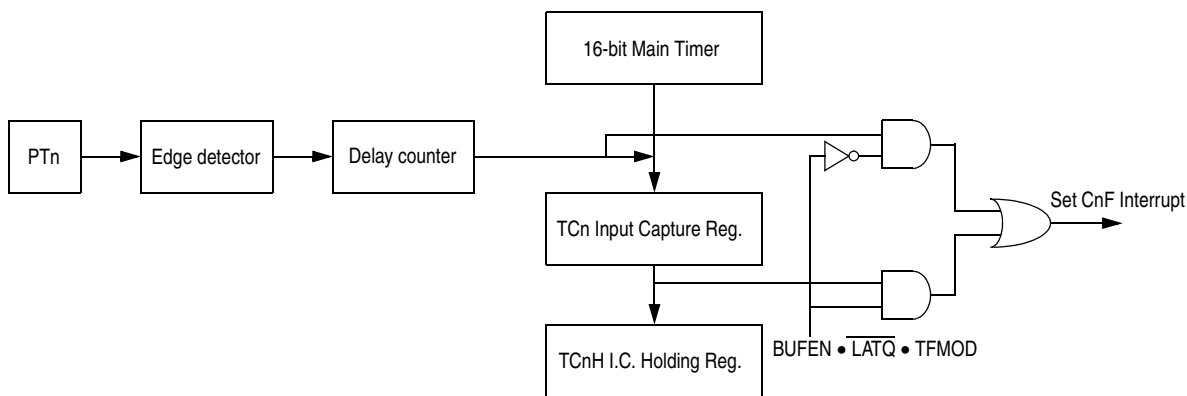 16-bit Main Timer
PTn
Edge detector
Delay counter
TCn Input Capture Reg.
Set CnF Interrupt
TCnH I.C. Holding Reg.
BUFEN • L̅A̅T̅Q̅ • TFMOD